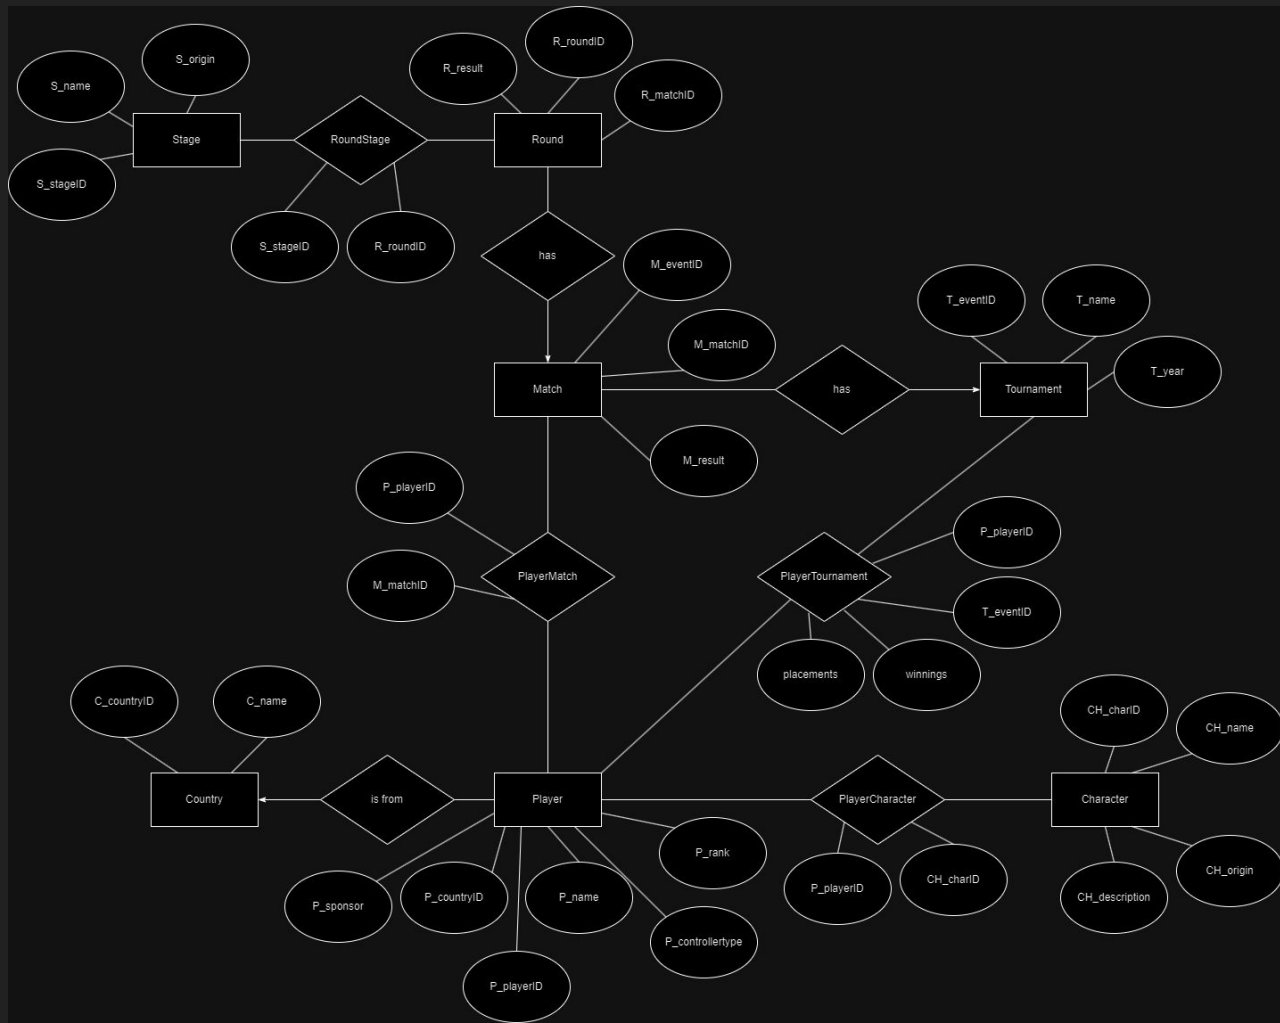 R_roundID
S_origin
R_result
S_name
R_matchID
Stage
RoundStage
Round
S_stageID
S_stageID
R_roundID
has
M_eventID
T_eventID
T_name
M_matchID
T_year
Match
has
Tournament
M_result
P_playerID
P_playerID
PlayerMatch
PlayerTournament
M_matchID
T_eventID
placements
winnings
C_countryID
C_name
CH_charID
CH_name
Country
is from
Player
PlayerCharacter
Character
P_rank
CH_origin
P_playerID
CH_charID
P_sponsor
P_countryID
P_name
CH_description
P_controllertype
P_playerID